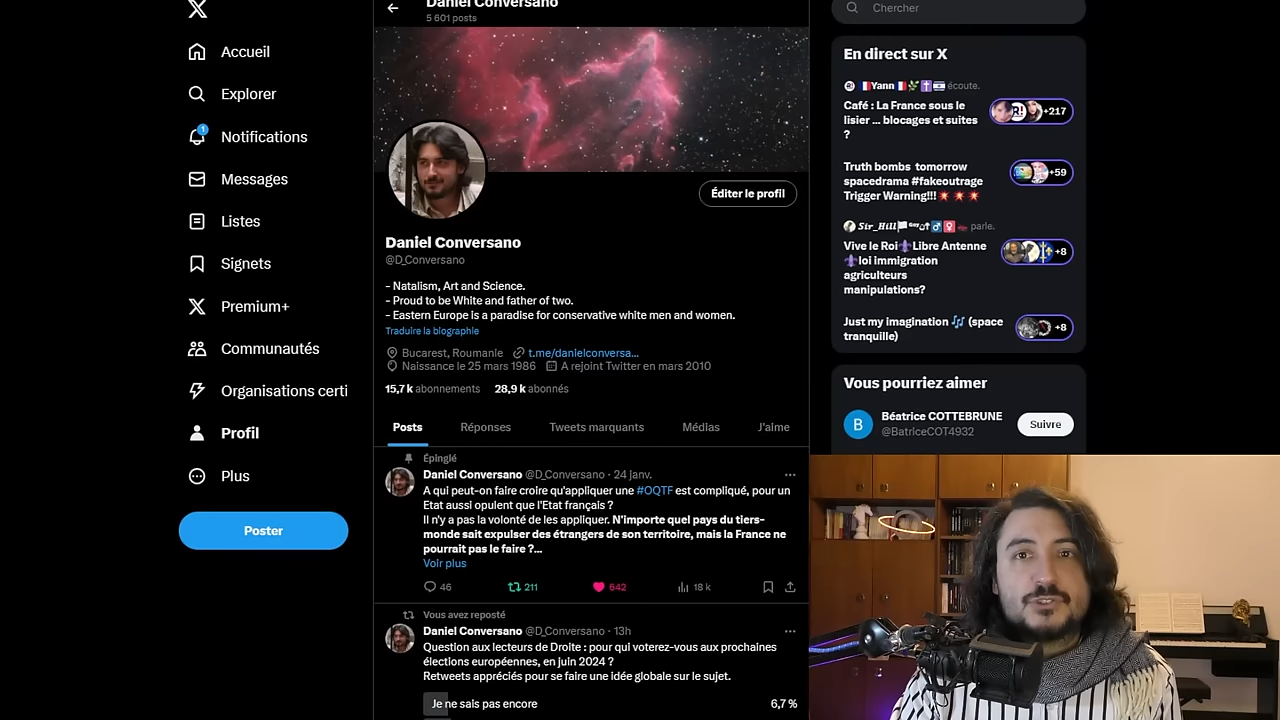 Accueil
Explorer
1
Notifications
Messages
Listes
Signets
Premium+
Communautés
Organisations certi
Profil
Plus
Poster
Daniel Conversano
5 601 posts
Éditer le profil
Daniel Conversano
@D_Conversano
- Natalism, Art and Science.
- Proud to be White and father of two.
- Eastern Europe is a paradise for conservative white men and women.
Traduire la biographie
Bucarest, Roumanie t.me/danielconversa...
Naissance le 25 mars 1986 A rejoint Twitter en mars 2010
15,7 k abonnements 28,9 k abonnés
Posts Réponses Tweets marquants Médias J'aime
Épinglé
Daniel Conversano @D_Conversano · 24 janv.
A qui peut-on faire croire qu'appliquer une #OQTF est compliqué, pour un
Etat aussi opulent que l'Etat français ?
Il n'y a pas la volonté de les appliquer. N'importe quel pays du tiers-
monde sait expulser des étrangers de son territoire, mais la France ne
pourrait pas le faire ?...
Voir plus
46 211 642 18 k
Vous avez reposté
Daniel Conversano @D_Conversano · 13h
Question aux lecteurs de Droite : pour qui voterez-vous aux prochaines
élections européennes, en juin 2024 ?
Retweets appréciés pour se faire une idée globale sur le sujet.
Je ne sais pas encore 6,7 %
Chercher
En direct sur X
Yann écoute.
Café : La France sous le
lisier ... blocages et suites
?
+217
Truth bombs tomorrow
spacedrama #fakeoutrage
Trigger Warning!!!
+59
Sir_Hill parle.
Vive le Roi Libre Antenne
loi immigration
agriculteurs
manipulations?
+8
Just my imagination (space
tranquille)
+8
Vous pourriez aimer
B
Béatrice COTTEBRUNE
@BatriceCOT4932
Suivre